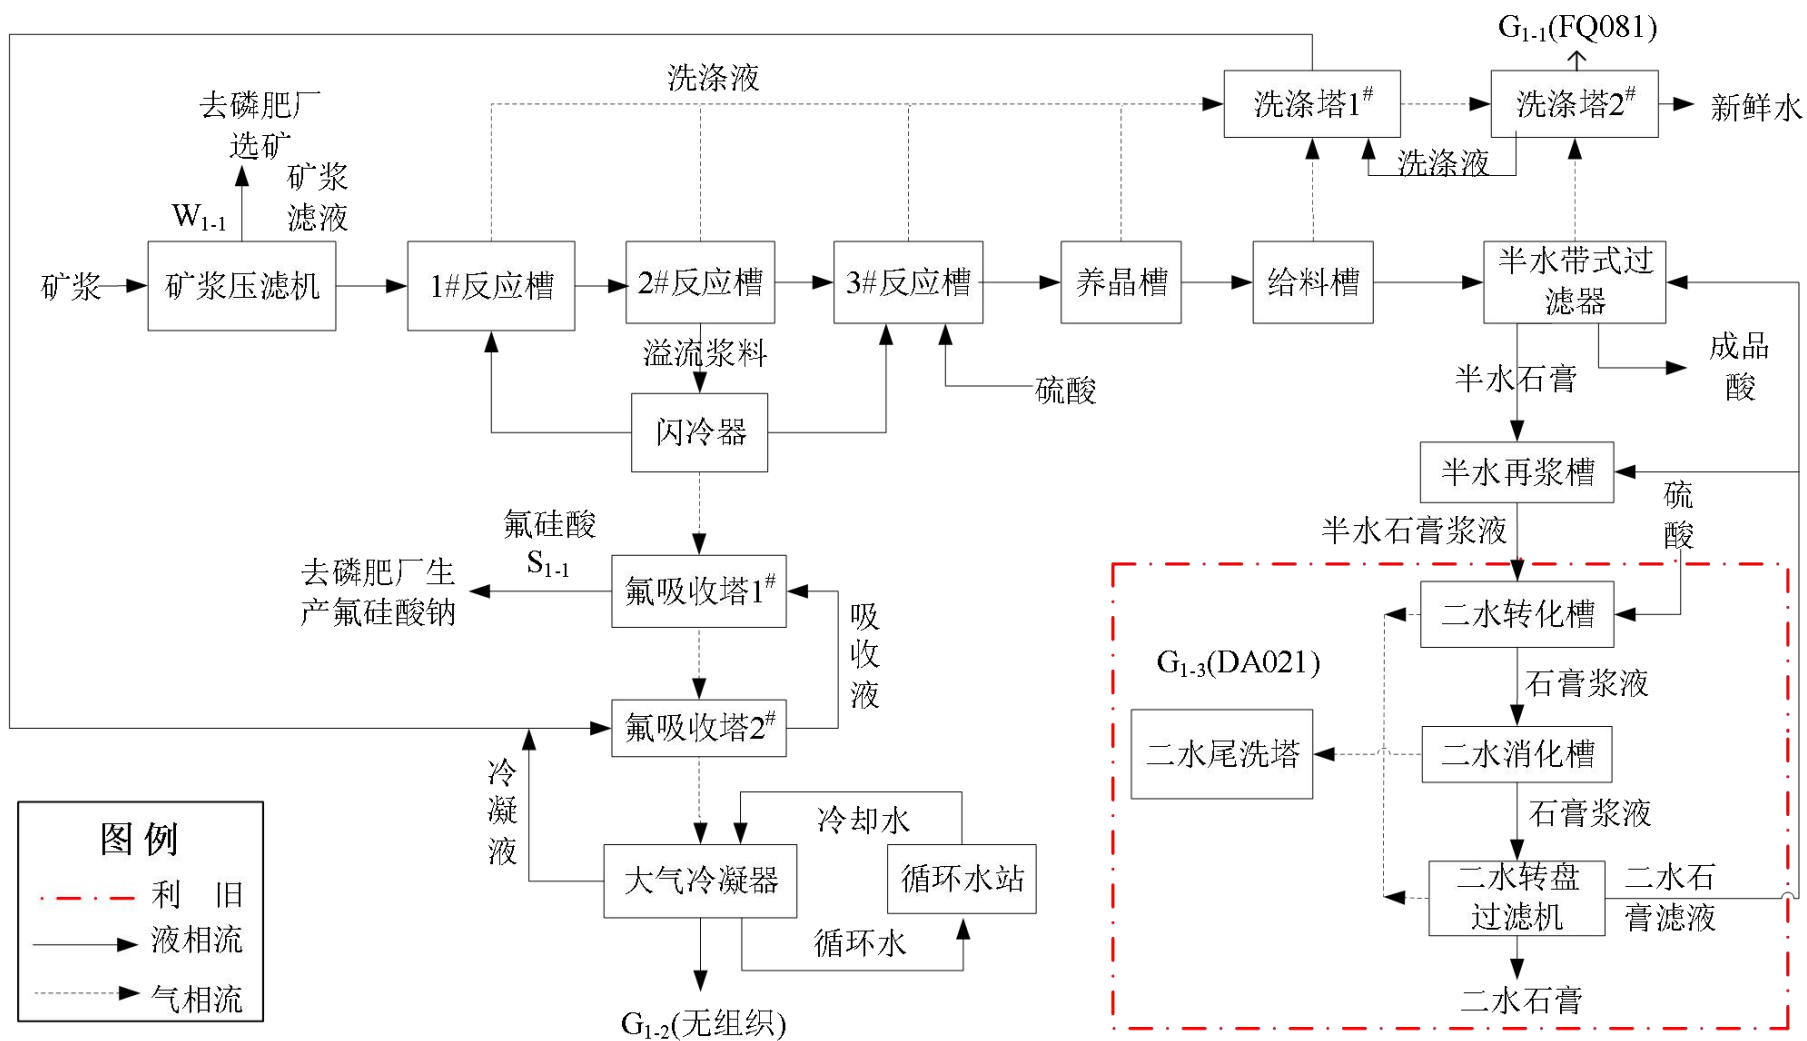 G1-1(FQ081)
洗涤液
洗涤塔1#
洗涤塔2#
新鲜水
洗涤液
去磷肥厂
选矿
矿浆
滤液
W1-1
矿浆
矿浆压滤机
1#反应槽
2#反应槽
3#反应槽
养晶槽
给料槽
半水带式过
滤器
溢流浆料
硫酸
半水石膏
成品
酸
闪冷器
半水再浆槽
硫
酸
氟硅酸
S1-1
半水石膏浆液
去磷肥厂生
产氟硅酸钠
氟吸收塔1#
吸
收
液
二水转化槽
G1-3(DA021)
石膏浆液
氟吸收塔2#
二水尾洗塔
二水消化槽
冷
凝
液
冷却水
石膏浆液
大气冷凝器
循环水站
二水转盘
过滤机
二水石
膏滤液
循环水
二水石膏
G1-2(无组织)
图 例
利 旧
液相流
气相流